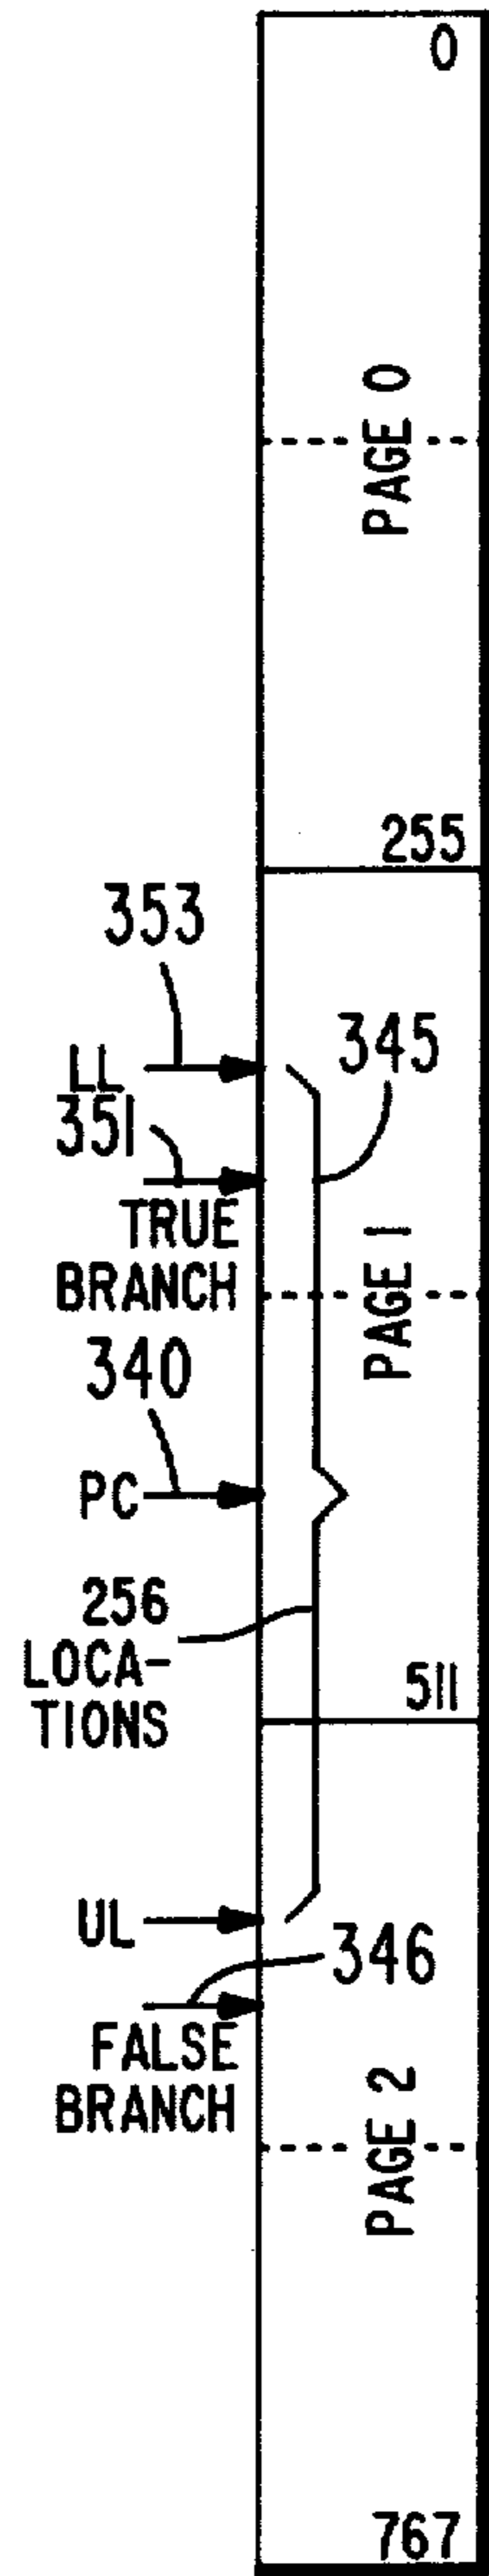 0
PAGE 0
255
353
LL
345
351
TRUE
BRANCH
PAGE 1
340
PC
256
LOCA-
TIONS
511
UL
346
FALSE
BRANCH
PAGE 2
767